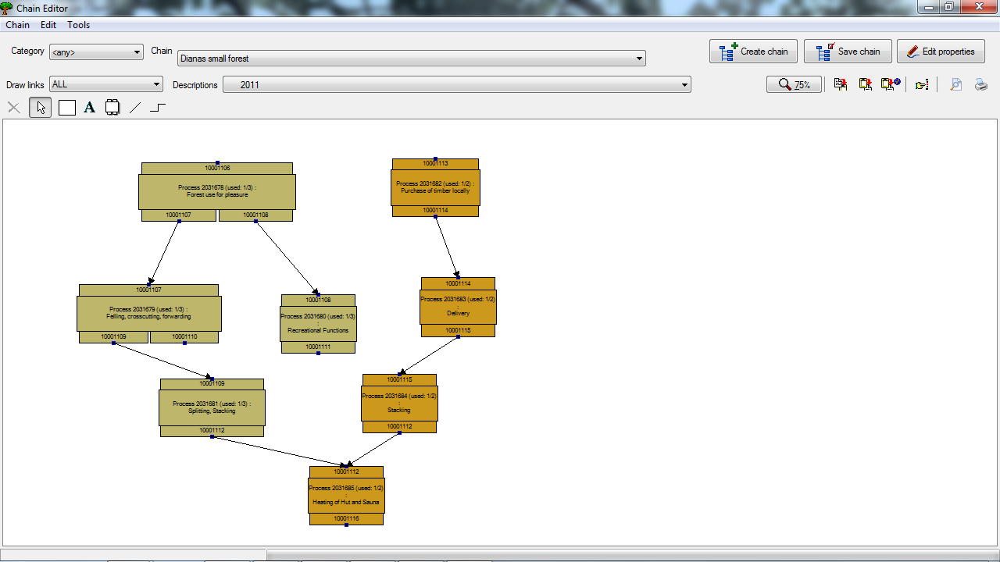 Chain Editor
Chain Edit Tools
Category <any> Chain Dianas small forest Create chain Save chain Edit properties
Draw links ALL Descriptions 2011 75%
A
10001106
Process 2031678 (used: 1/3) :
Forest use for pleasure
10001107 10001108
10001113
Process 2031682 (used: 1/2) :
Purchase of timber locally
10001114
10001107
Process 2031679 (used: 1/3) :
Felling, crosscutting, forwarding
10001109 10001110
10001108
Process 2031680 (used: 1/3)
:
Recreational Functions
10001111
10001114
Process 2031683 (used: 1/2)
:
Delivery
10001115
10001109
Process 2031681 (used: 1/3) :
Splitting, Stacking
10001112
10001115
Process 2031684 (used: 1/2)
:
Stacking
10001112
10001112
Process 2031685 (used: 1/2)
:
Heating of Hut and Sauna
10001116